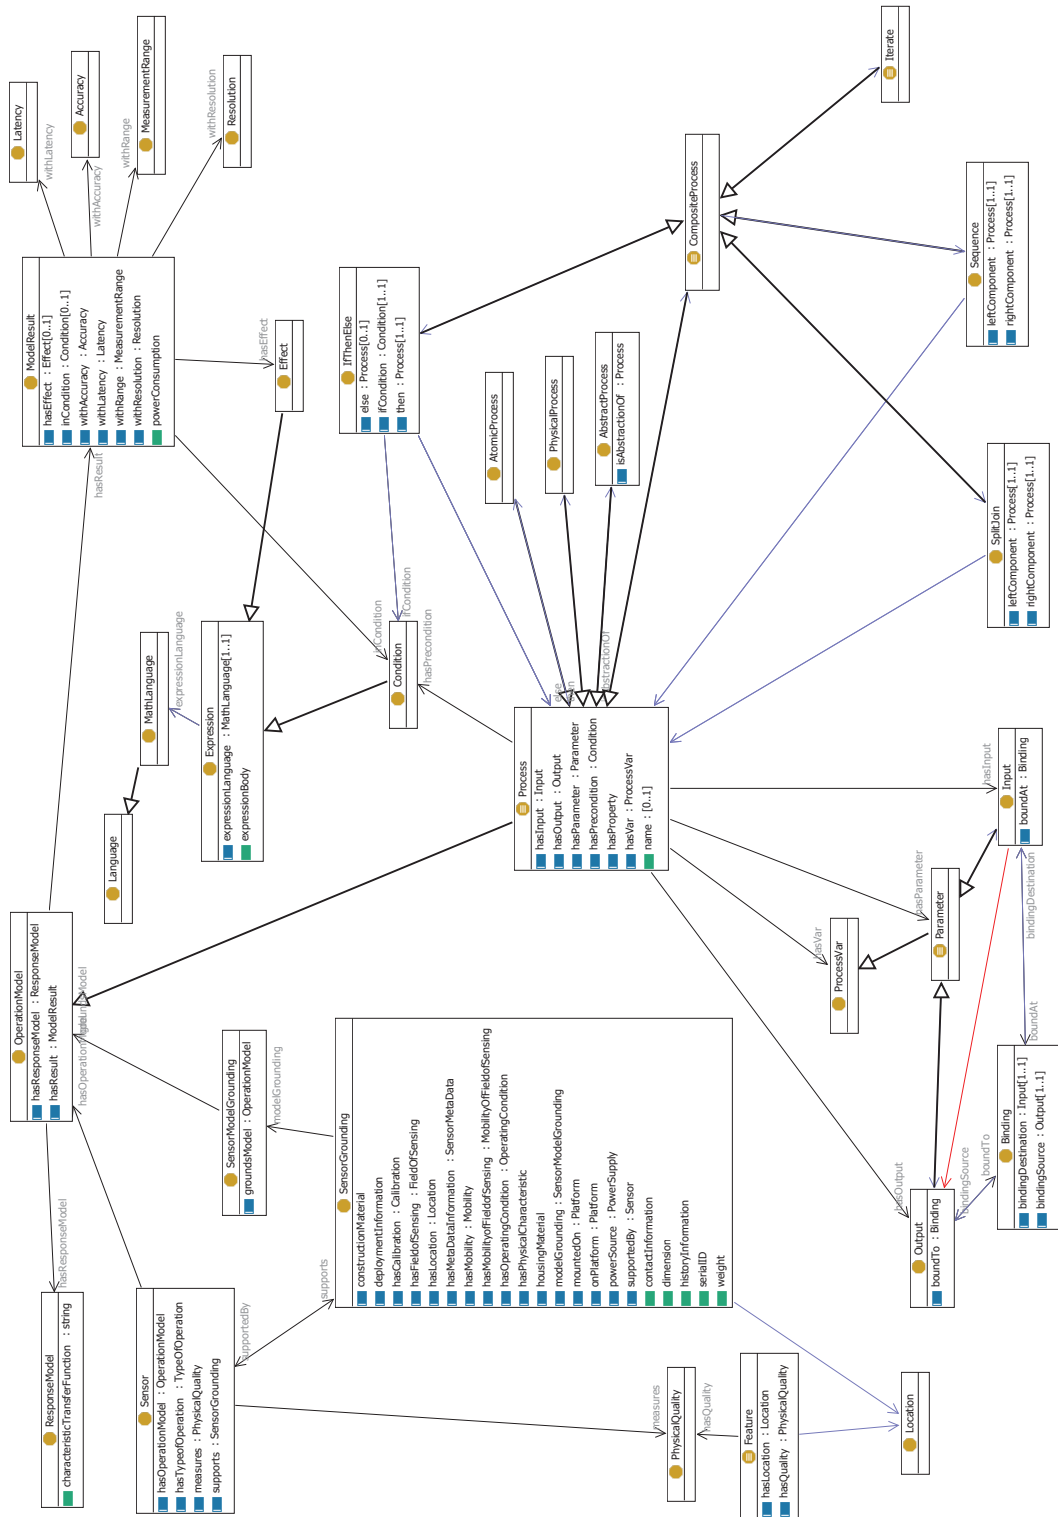 ResponseModel
characteristicTransferFunction : string
hasResponseModel
OperationModel
hasResponseModel : ResponseModel
hasResult : ModelResult
hasOperationModel
groundsModel
hasResult
ModelResult
hasEffect : Effect[0..1]
inCondition : Condition[0..1]
withAccuracy : Accuracy
withLatency : Latency
withRange : MeasurementRange
withResolution : Resolution
powerConsumption
Latency
withLatency
Accuracy
withAccuracy
MeasurementRange
withRange
Resolution
withResolution
Language
MathLanguage
expressionLanguage
Expression
expressionLanguage : MathLanguage[1..1]
expressionBody
hasEffect
Effect
Sensor
hasOperationModel : OperationModel
hasTypeofOperation : TypeOfOperation
measures : PhysicalQuality
supports : SensorGrounding
supportedBy
supports
SensorModelGrounding
groundsModel : OperationModel
modelGrounding
SensorGrounding
constructionMaterial
deploymentInformation
hasCalibration : Calibration
hasFieldofSensing : FieldOfSensing
hasLocation : Location
hasMetaDataInformation : SensorMetaData
hasMobility : Mobility
hasMobilityofFieldofSensing : MobilityOfFieldofSensing
hasOperatingCondition : OperatingCondition
hasPhysicalCharacteristic
housingMaterial
modelGrounding : SensorModelGrounding
mountedOn : Platform
onPlatform : Platform
powerSource : PowerSupply
supportedBy : Sensor
contactInformation
dimension
historyInformation
serialID
weight
IfThenElse
else : Process[0..1]
ifCondition : Condition[1..1]
then : Process[1..1]
inCondition
ifCondition
Condition
hasPrecondition
AtomicProcess
PhysicalProcess
AbstractProcess
isAbstractionOf : Process
else
Process
hasInput : Input
hasOutput : Output
hasParameter : Parameter
hasPrecondition : Condition
hasProperty
hasVar : ProcessVar
name : [0..1]
CompositeProcess
Iterate
Sequence
leftComponent : Process[1..1]
rightComponent : Process[1..1]
SplitJoin
leftComponent : Process[1..1]
rightComponent : Process[1..1]
measures
PhysicalQuality
hasQuality
Feature
hasLocation : Location
hasQuality : PhysicalQuality
Location
hasVar
ProcessVar
hasParameter
Parameter
hasInput
Input
boundAt : Binding
bindingDestination
boundAt
hasOutput
Output
boundTo : Binding
bindingSource
boundTo
Binding
bindingDestination : Input[1..1]
bindingSource : Output[1..1]